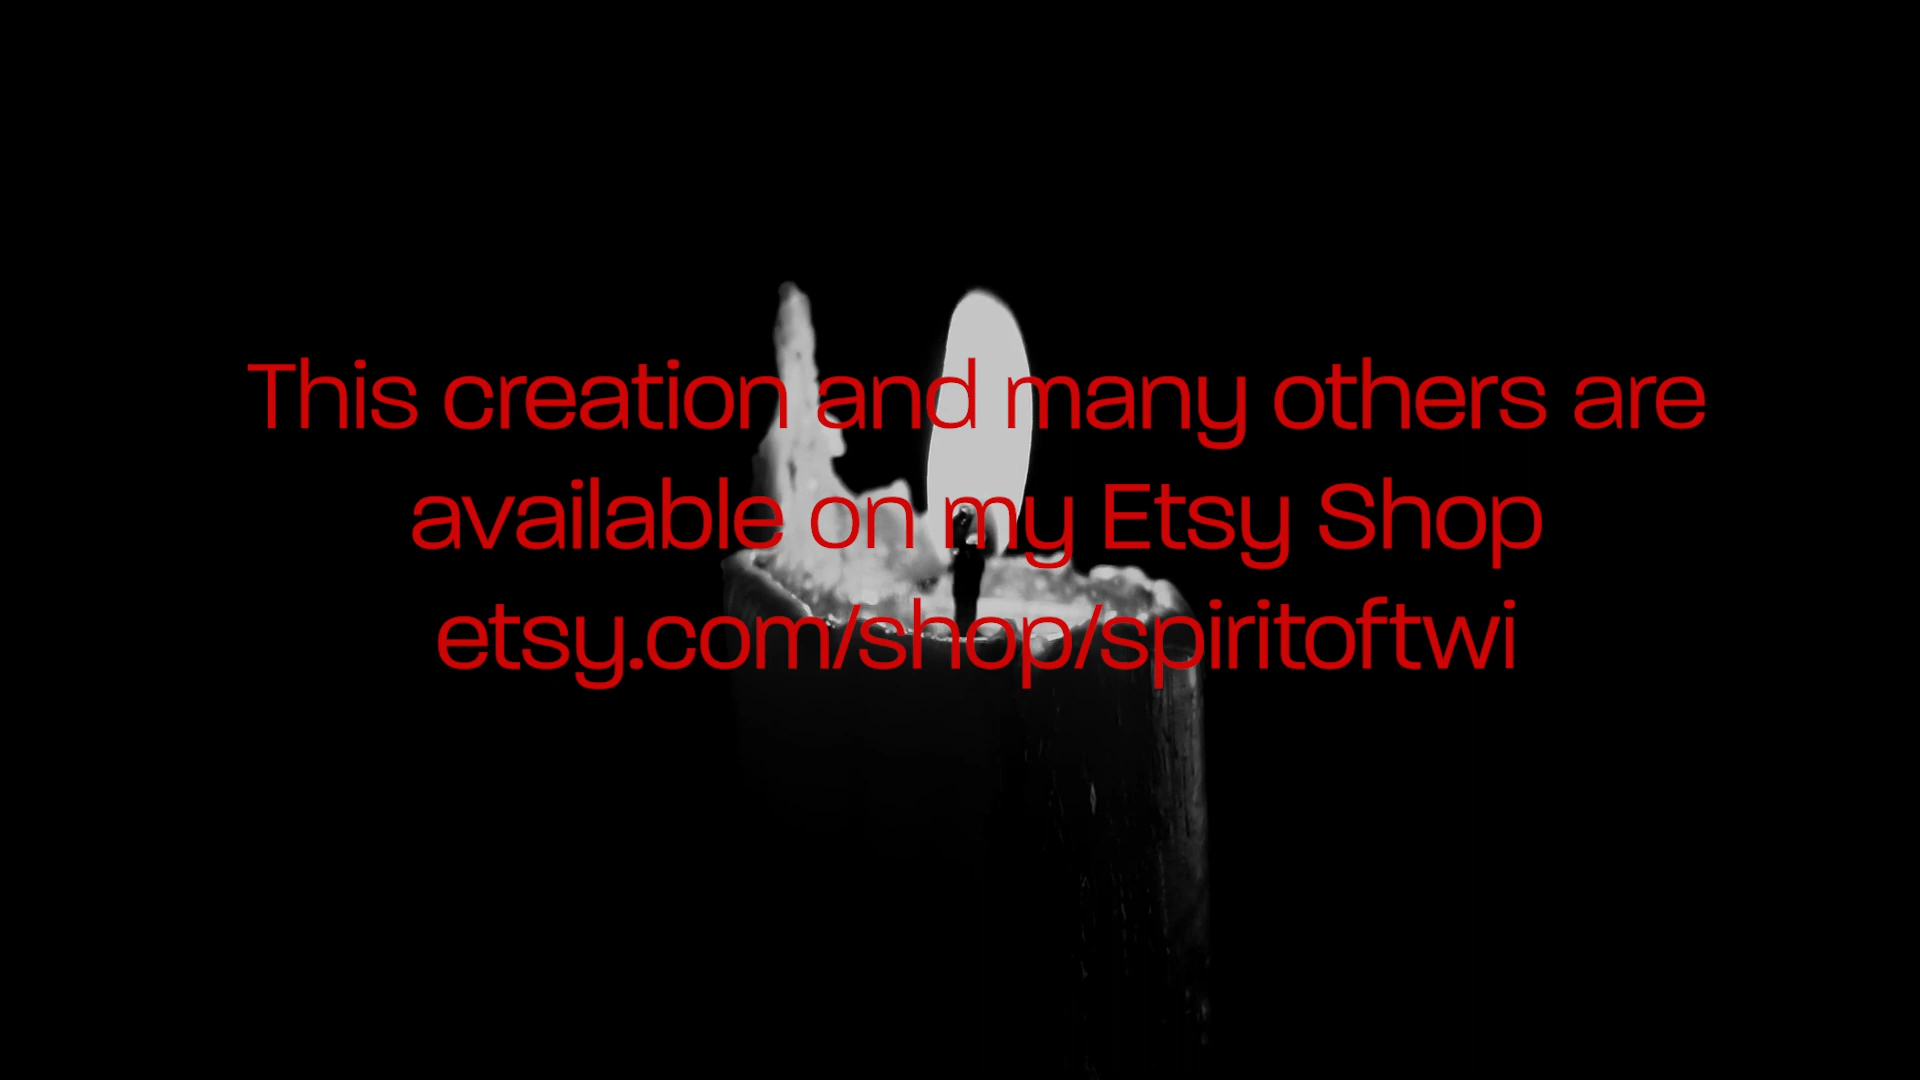 This creation and many others are
available on my Etsy Shop
etsy.com/shop/spiritoftwi